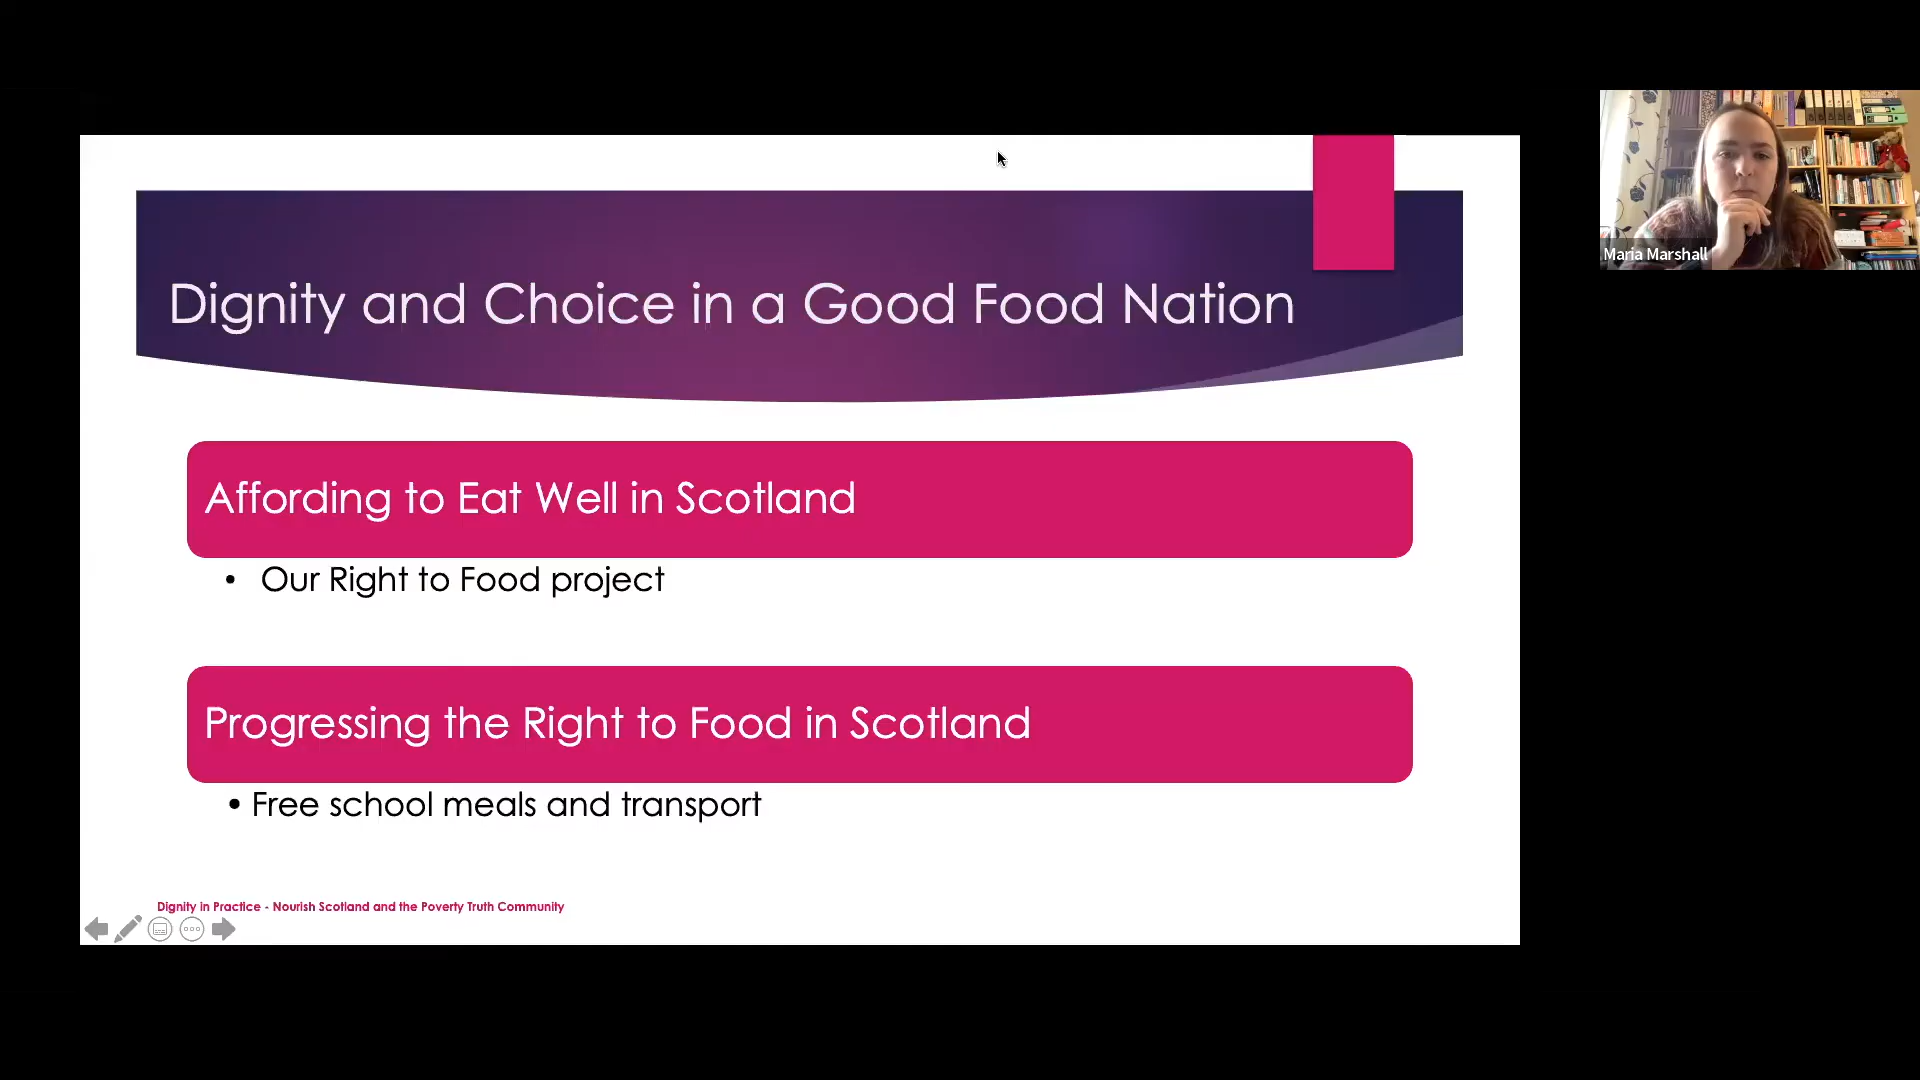 Dignity and Choice in a Good Food Nation
Affording to Eat Well in Scotland
• Our Right to Food project
Progressing the Right to Food in Scotland
• Free school meals and transport
Dignity in Practice - Nourish Scotland and the Poverty Truth Community
Maria Marshall